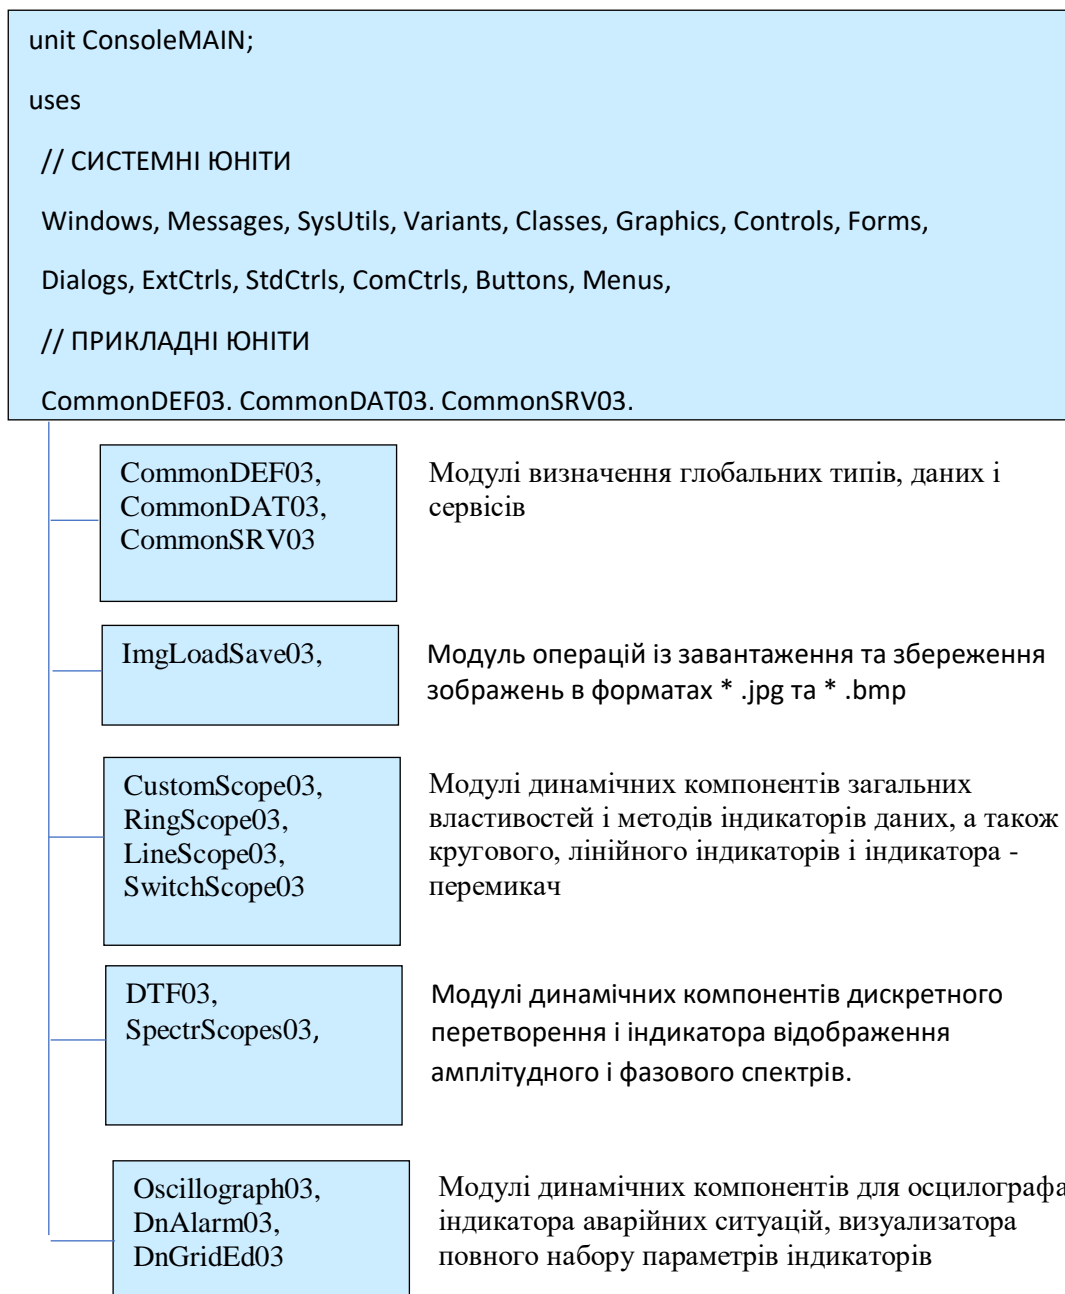 unit ConsoleMAIN;
uses
// СИСТЕМНІ ЮНІТИ
Windows, Messages, SysUtils, Variants, Classes, Graphics, Controls, Forms,
Dialogs, ExtCtrls, StdCtrls, ComCtrls, Buttons, Menus,
// ПРИКЛАДНІ ЮНІТИ
CommonDEF03. CommonDAT03. CommonSRV03.
CommonDEF03,
CommonDAT03,
CommonSRV03
Модулі визначення глобальних типів, даних і
сервісів
ImgLoadSave03,
Модуль операцій із завантаження та збереження
зображень в форматах * .jpg та * .bmp
CustomScope03,
RingScope03,
LineScope03,
SwitchScope03
Модулі динамічних компонентів загальних
властивостей і методів індикаторів даних, а також
кругового, лінійного індикаторів і індикатора -
перемикач
DTF03,
SpectrScopes03,
Модулі динамічних компонентів дискретного
перетворення і індикатора відображення
амплітудного і фазового спектрів.
Oscillograph03,
DnAlarm03,
DnGridEd03
Модулі динамічних компонентів для осцилографа
індикатора аварійних ситуацій, визуализатора
повного набору параметрів індикаторів